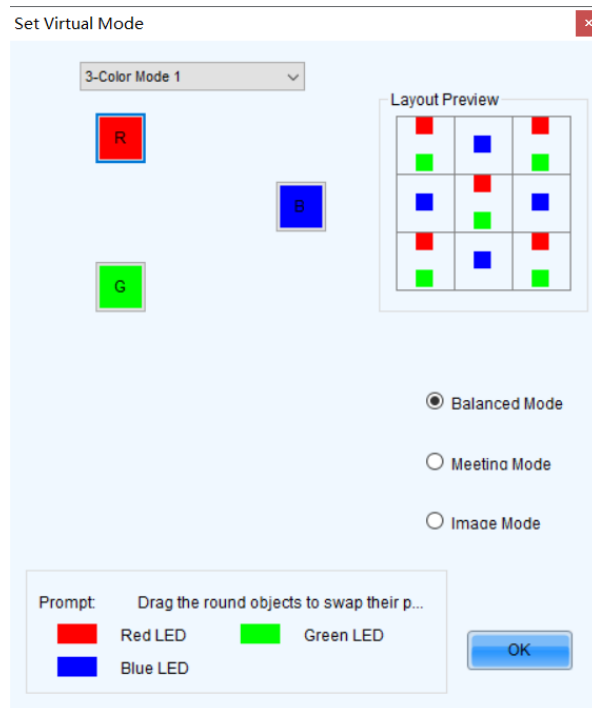 Set Virtual Mode
3-Color Mode 1
Layout Preview
R
B
G
Balanced Mode
Meeting Mode
Image Mode
Prompt: Drag the round objects to swap their p...
Red LED Green LED
Blue LED
OK